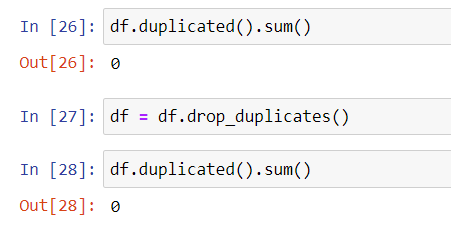 In [26]: df.duplicated().sum()
Out[26]: 0
In [27]: df = df.drop_duplicates()
In [28]: df.duplicated().sum()
Out[28]: 0